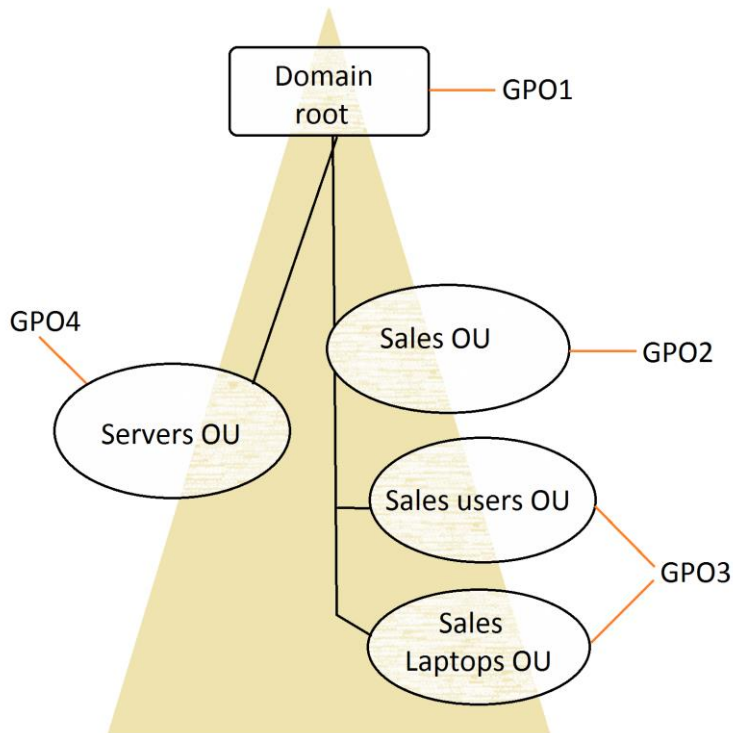 Domain
root
GPO1
Sales OU
GPO2
GPO4
Servers OU
Sales users OU
GPO3
Sales
Laptops OU